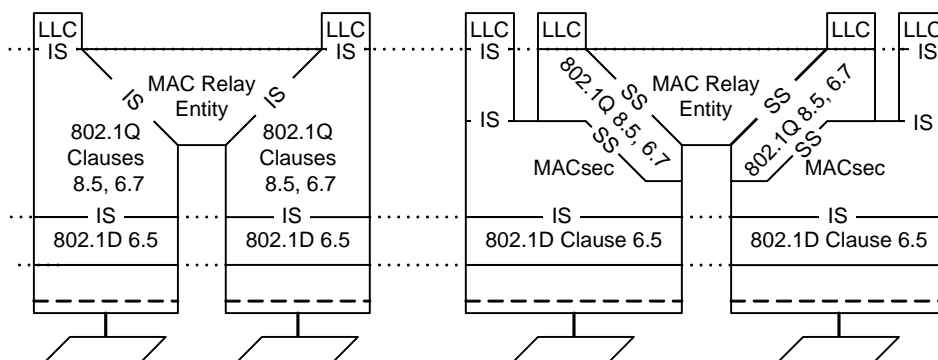 LLC
IS
LLC
IS
MAC Relay
Entity
IS
IS
802.1Q
Clauses
8.5, 6.7
802.1Q
Clauses
8.5, 6.7
IS
802.1D 6.5
IS
802.1D 6.5
LLC
IS
LLC
LLC
LLC
IS
MAC Relay
Entity
SS
SS
802.1Q 8.5, 6.7
802.1Q 8.5, 6.7
IS
IS
SS
SS
MACsec
MACsec
IS
802.1D Clause 6.5
IS
802.1D Clause 6.5